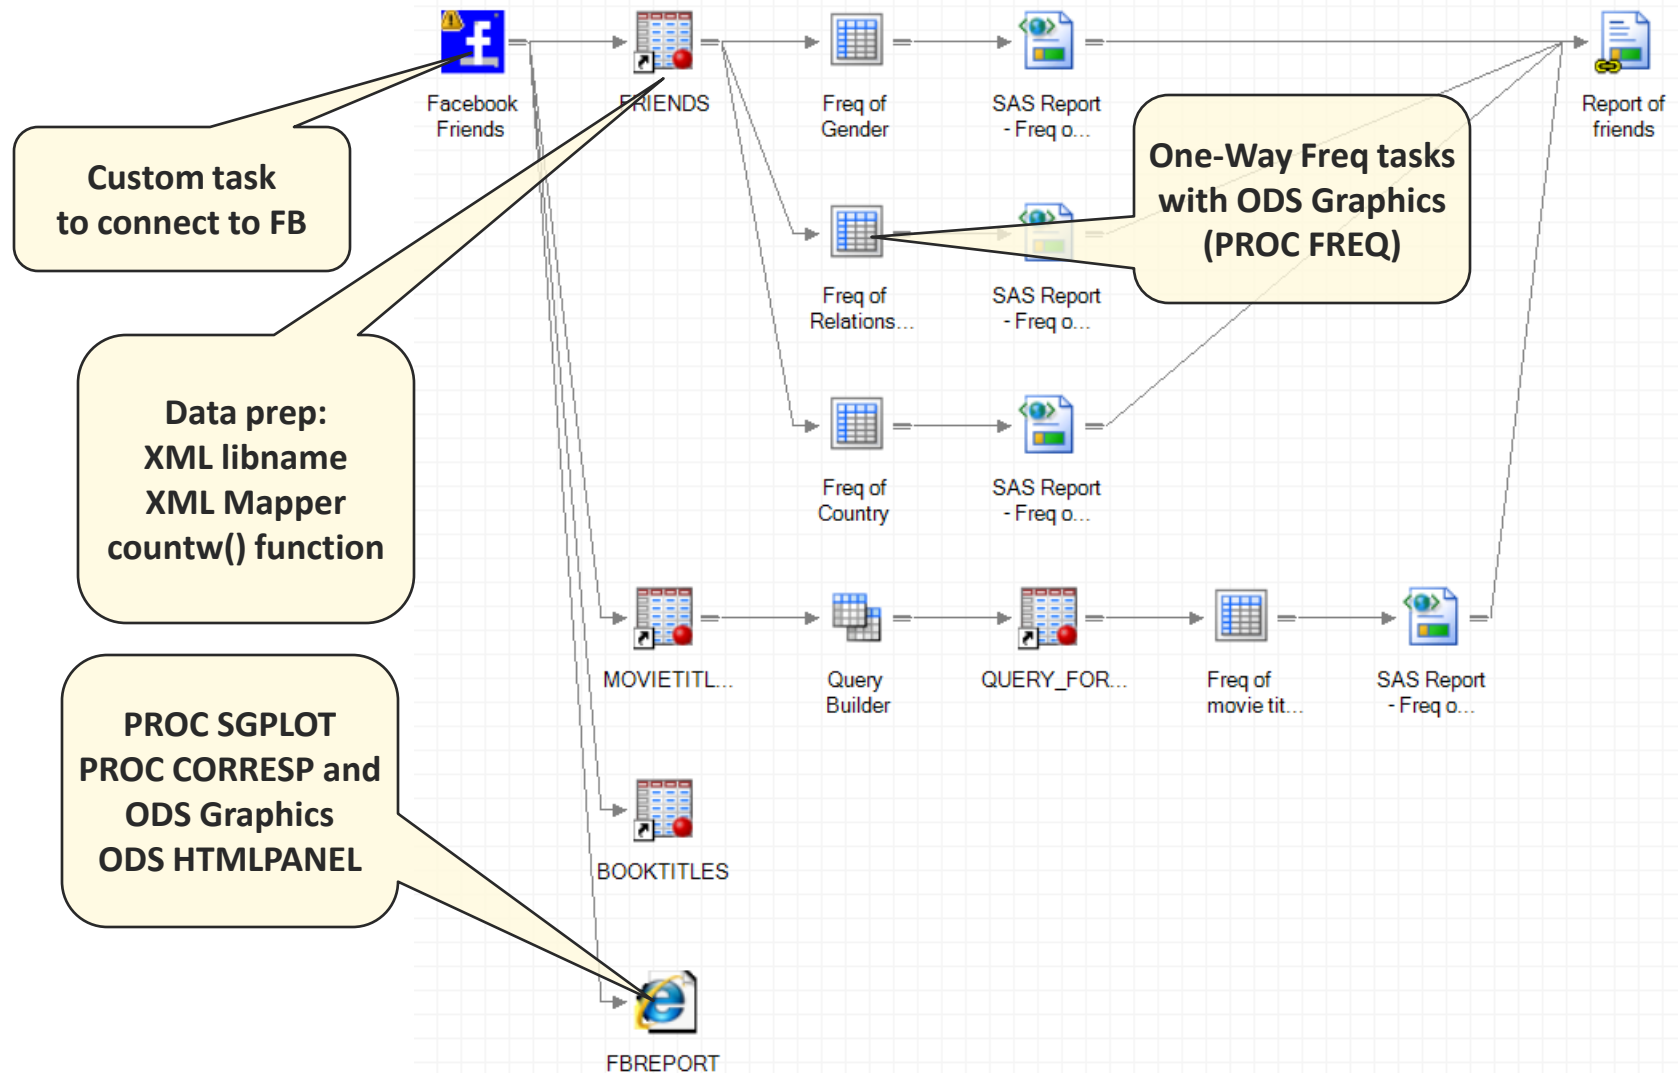 Facebook
Friends
FRIENDS
Freq of
Gender
SAS Report
- Freq o...
Report of
friends
Custom task
to connect to FB
One-Way Freq tasks
with ODS Graphics
(PROC FREQ)
Freq of
Relations...
SAS Report
- Freq o...
Data prep:
XML libname
XML Mapper
countw() function
Freq of
Country
SAS Report
- Freq o...
MOVIETITL...
Query
Builder
QUERY_FOR...
Freq of
movie tit...
SAS Report
- Freq o...
PROC SGPLOT
PROC CORRESP and
ODS Graphics
ODS HTMLPANEL
BOOKTITLES
FBREPORT